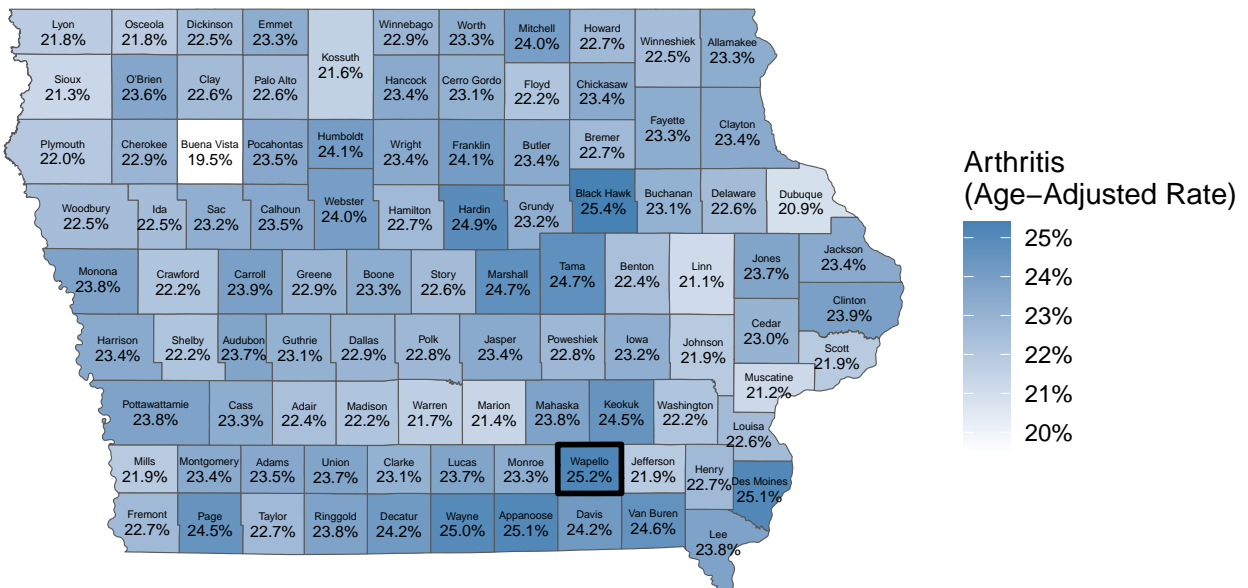 Lyon
21.8%
Osceola
21.8%
Dickinson
22.5%
Emmet
23.3%
Kossuth
21.6%
Winnebago
22.9%
Worth
23.3%
Mitchell
24.0%
Howard
22.7%
Winneshiek
22.5%
Allamakee
23.3%
Sioux
21.3%
O'Brien
23.6%
Clay
22.6%
Palo Alto
22.6%
Hancock
23.4%
Cerro Gordo
23.1%
Floyd
22.2%
Chickasaw
23.4%
Fayette
23.3%
Clayton
23.4%
Plymouth
22.0%
Cherokee
22.9%
Buena Vista
19.5%
Pocahontas
23.5%
Humboldt
24.1%
Wright
23.4%
Franklin
24.1%
Butler
23.4%
Bremer
22.7%
Woodbury
22.5%
Ida
22.5%
Sac
23.2%
Calhoun
23.5%
Webster
24.0%
Hamilton
22.7%
Hardin
24.9%
Grundy
23.2%
Black Hawk
25.4%
Buchanan
23.1%
Delaware
22.6%
Dubuque
20.9%
Monona
23.8%
Crawford
22.2%
Carroll
23.9%
Greene
22.9%
Boone
23.3%
Story
22.6%
Marshall
24.7%
Tama
24.7%
Benton
22.4%
Linn
21.1%
Jones
23.7%
Jackson
23.4%
Clinton
23.9%
Harrison
23.4%
Shelby
22.2%
Audubon
23.7%
Guthrie
23.1%
Dallas
22.9%
Polk
22.8%
Jasper
23.4%
Poweshiek
22.8%
Iowa
23.2%
Johnson
21.9%
Cedar
23.0%
Scott
21.9%
Muscatine
21.2%
Pottawattamie
23.8%
Cass
23.3%
Adair
22.4%
Madison
22.2%
Warren
21.7%
Marion
21.4%
Mahaska
23.8%
Keokuk
24.5%
Washington
22.2%
Louisa
22.6%
Mills
21.9%
Montgomery
23.4%
Adams
23.5%
Union
23.7%
Clarke
23.1%
Lucas
23.7%
Monroe
23.3%
Wapello
25.2%
Jefferson
21.9%
Henry
22.7%
Des Moines
25.1%
Fremont
22.7%
Page
24.5%
Taylor
22.7%
Ringgold
23.8%
Decatur
24.2%
Wayne
25.0%
Appanoose
25.1%
Davis
24.2%
Van Buren
24.6%
Lee
23.8%
Arthritis
(Age−Adjusted Rate)
25%
24%
23%
22%
21%
20%